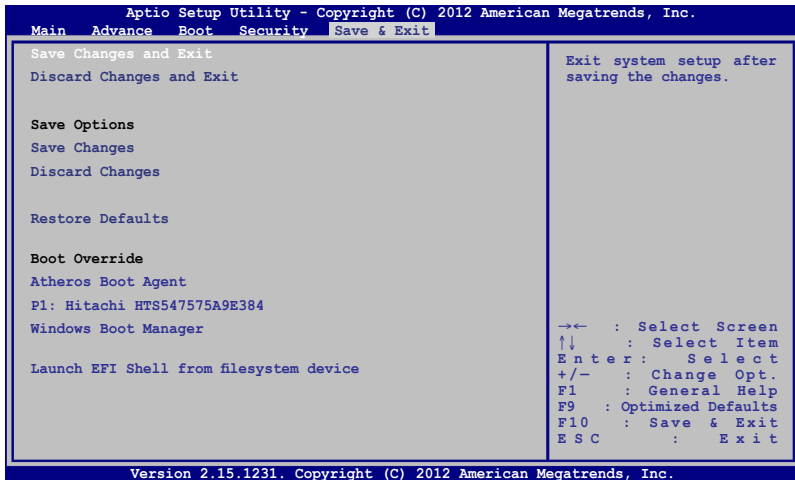 Aptio Setup Utility - Copyright (C) 2012 American Megatrends, Inc.
Main Advance Boot Security Save & Exit
Save Changes and Exit
Discard Changes and Exit
Save Options
Save Changes
Discard Changes
Restore Defaults
Boot Override
Atheros Boot Agent
P1: Hitachi HTS547575A9E384
Windows Boot Manager
Launch EFI Shell from filesystem device
Exit system setup after
saving the changes.
→← : Select Screen
↑↓ : Select Item
Enter: Select
+/— : Change Opt.
F1 : General Help
F9 : Optimized Defaults
F10 : Save & Exit
ESC : Exit
Version 2.15.1231. Copyright (C) 2012 American Megatrends, Inc.